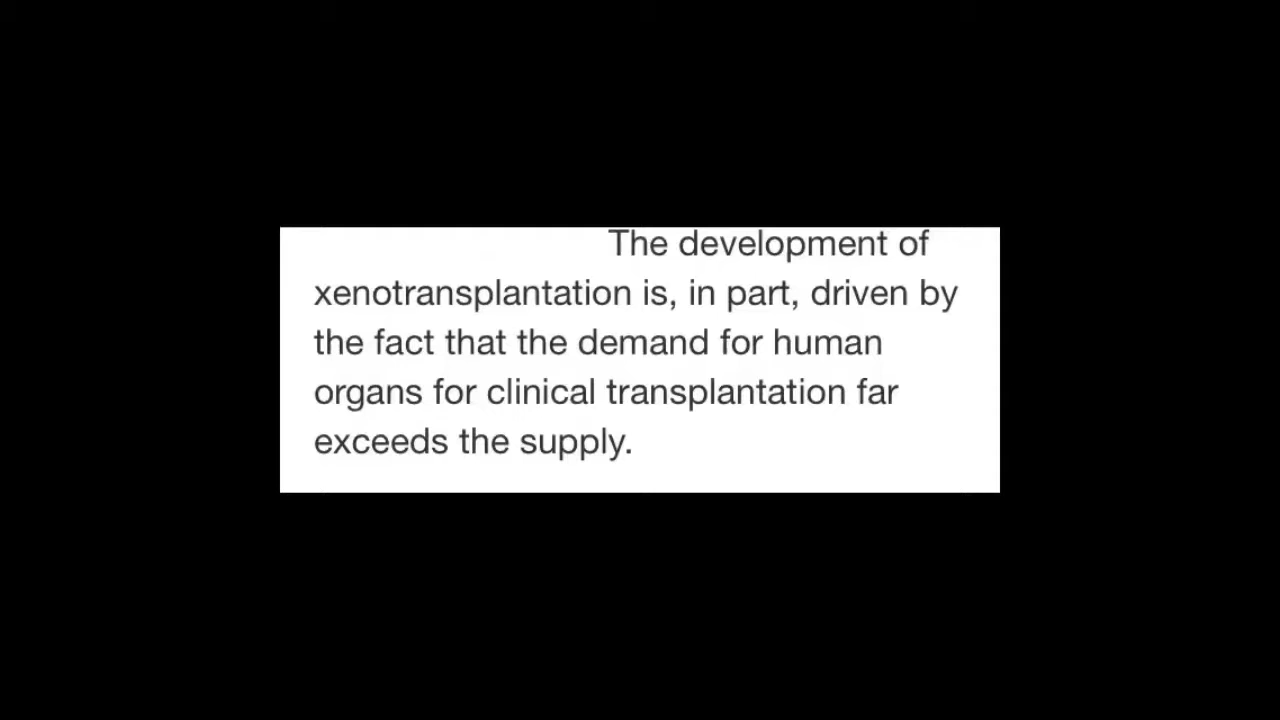 The development of
xenotransplantation is, in part, driven by
the fact that the demand for human
organs for clinical transplantation far
exceeds the supply.